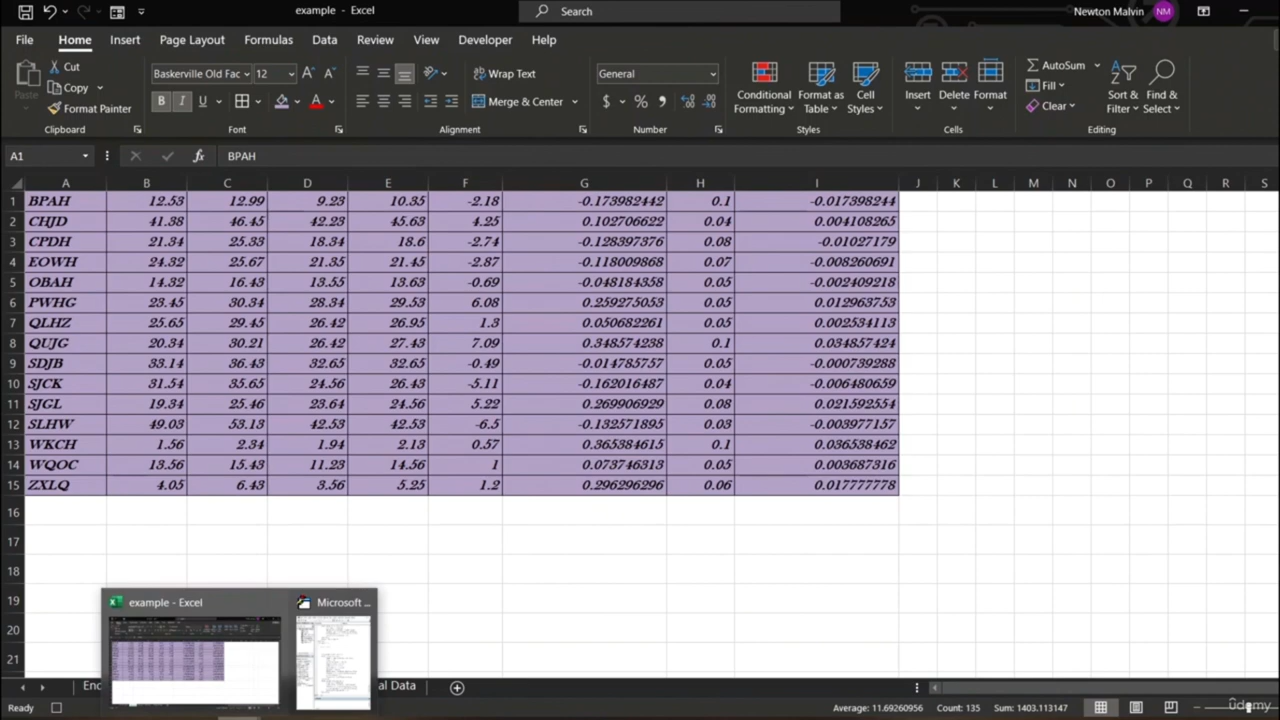 example - Excel
Search
Newton Malvin NM
File Home Insert Page Layout Formulas Data Review View Developer Help
Paste
Cut
Copy
Format Painter
Clipboard
Baskerville Old Fac 12
B I U
Font
Wrap Text
Merge & Center
Alignment
General
$ %
Number
Conditional Formatting
Format as Table
Cell Styles
Styles
Insert Delete Format
Cells
AutoSum
Fill
Clear
Sort & Filter
Find & Select
Editing
A1 fx BPAH
A B C D E F G H I J K L M N O P Q R S
1 BPAH 12.53 12.99 9.23 10.35 -2.18 -0.173982442 0.1 -0.017398244
2 CHJD 41.38 46.45 42.23 45.63 4.25 0.102706622 0.04 0.004108265
3 CPDH 21.34 25.33 18.34 18.6 -2.74 -0.128397376 0.08 -0.01027179
4 EOWH 24.32 25.67 21.35 21.45 -2.87 -0.118009868 0.07 -0.008260691
5 OBAH 14.32 16.43 13.55 13.63 -0.69 -0.048184358 0.05 -0.002409218
6 PWHG 23.45 30.34 28.34 29.53 6.08 0.259275053 0.05 0.012963753
7 QLHZ 25.65 29.45 26.42 26.95 1.3 0.050682261 0.05 0.002534113
8 QUJG 20.34 30.21 26.42 27.43 7.09 0.348574238 0.1 0.034857424
9 SDJB 33.14 36.43 32.65 32.65 -0.49 -0.014785757 0.05 -0.000739288
10 SJCK 31.54 35.65 24.56 26.43 -5.11 -0.162016487 0.04 -0.006480659
11 SJGL 19.34 25.46 23.64 24.56 5.22 0.269906929 0.08 0.021592554
12 SLHW 49.03 53.13 42.53 42.53 -6.5 -0.132571895 0.03 -0.003977157
13 WKCH 1.56 2.34 1.94 2.13 0.57 0.365384615 0.1 0.036538462
14 WQOC 13.56 15.43 11.23 14.56 1 0.073746313 0.05 0.003687316
15 ZXLQ 4.05 6.43 3.56 5.25 1.2 0.296296296 0.06 0.017777778
16
17
18
19
20
21
example - Excel
Microsoft ...
al Data
Ready
Average: 11.69260956 Count: 135 Sum: 1403.113147
ûdemy